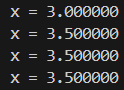 x = 3.000000
x = 3.500000
x = 3.500000
x = 3.500000